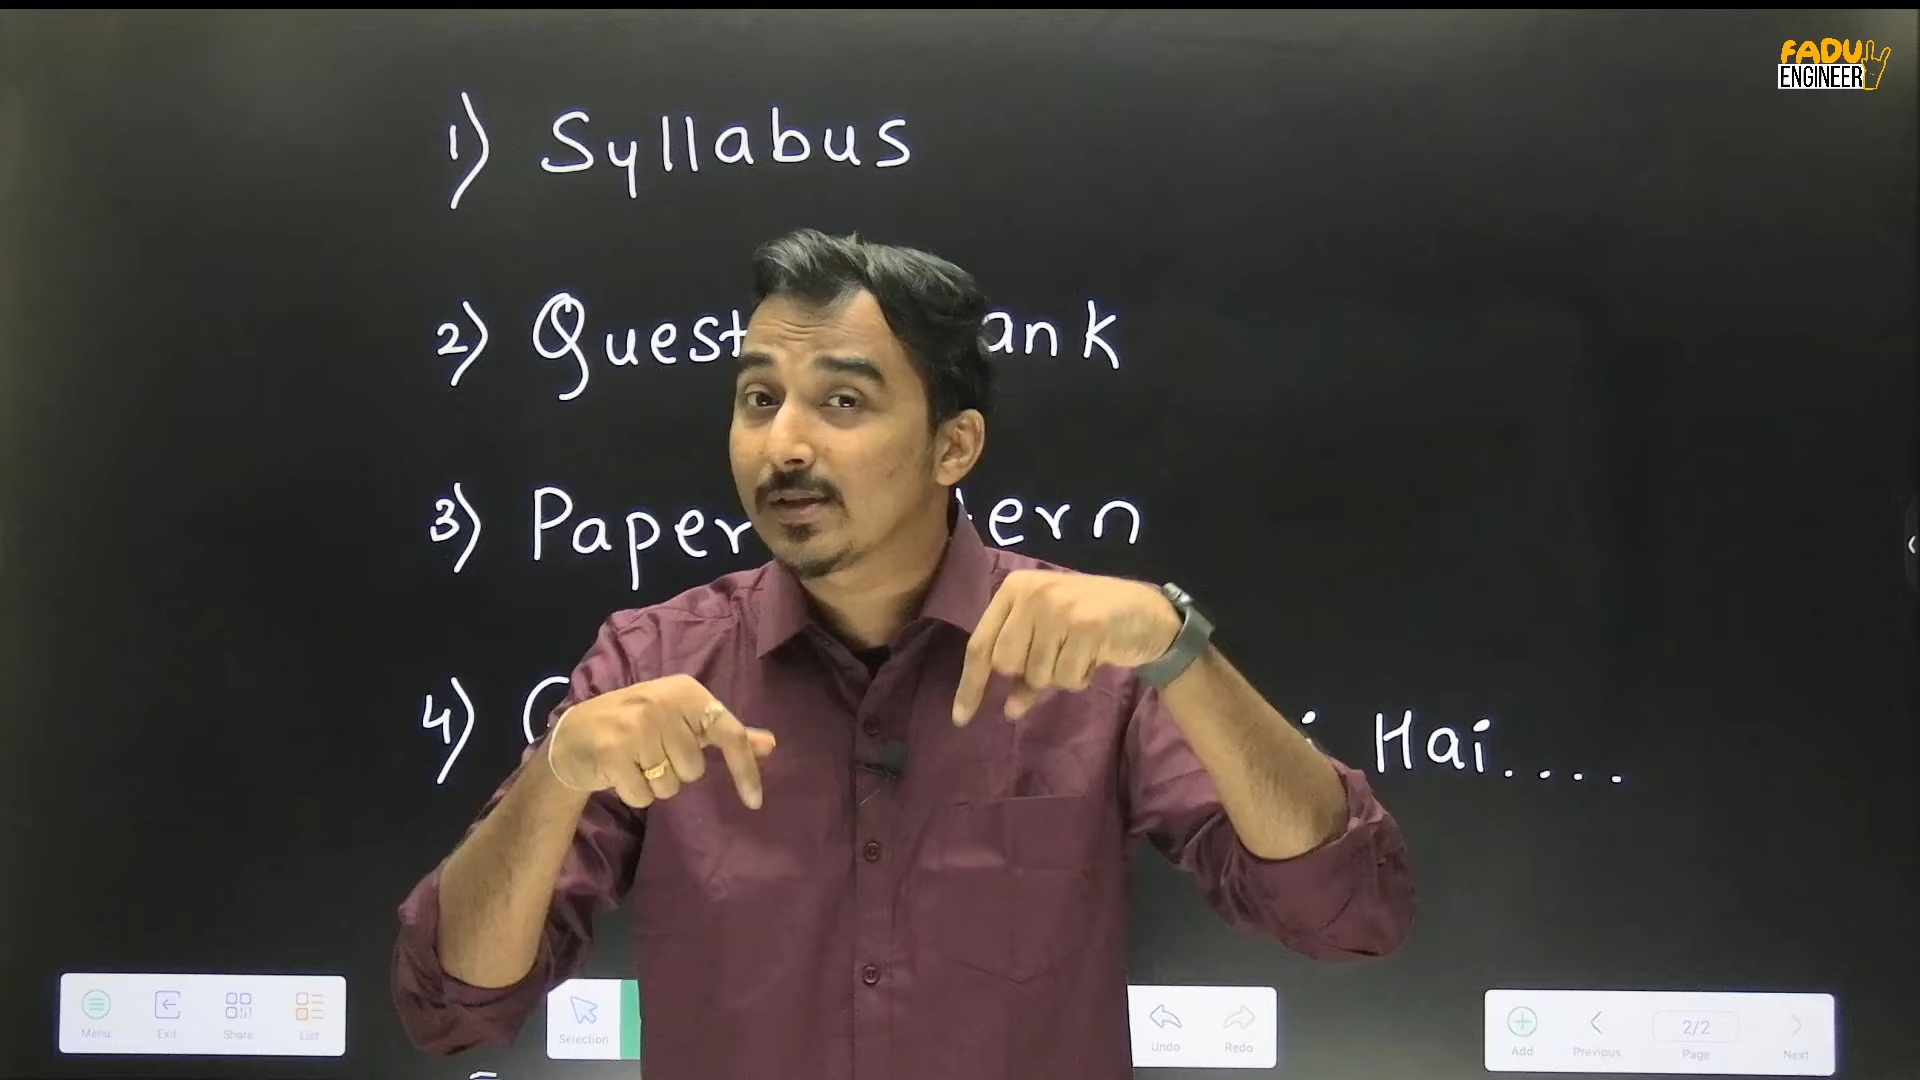 FADU
ENGINEER
1) Syllabus
2) Quest ank
3) Paper ern
4) Hai....
Menu Exit Share List
Selection
Undo Redo
Add Previous 2/2 Page Next